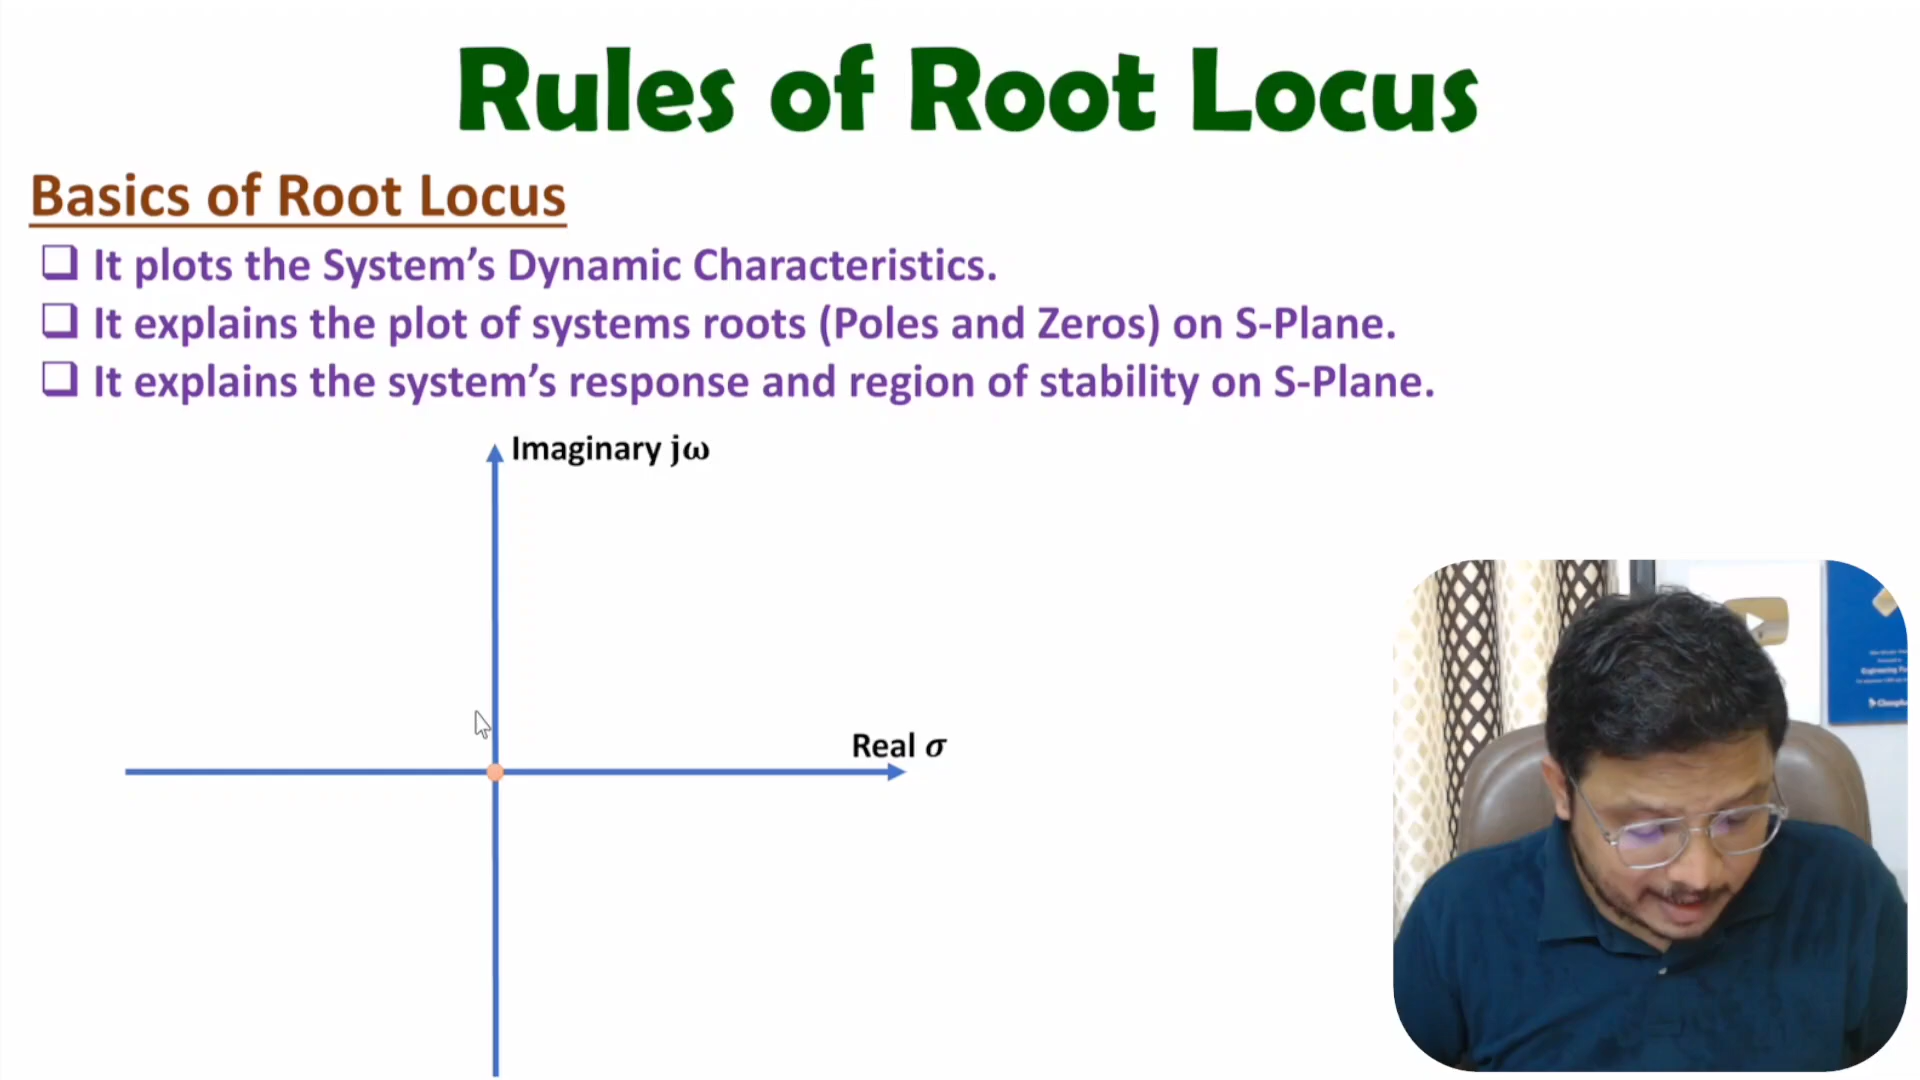 Rules of Root Locus
Basics of Root Locus
❑ It plots the System’s Dynamic Characteristics.
❑ It explains the plot of systems roots (Poles and Zeros) on S-Plane.
❑ It explains the system’s response and region of stability on S-Plane.
Imaginary jω
Real σ